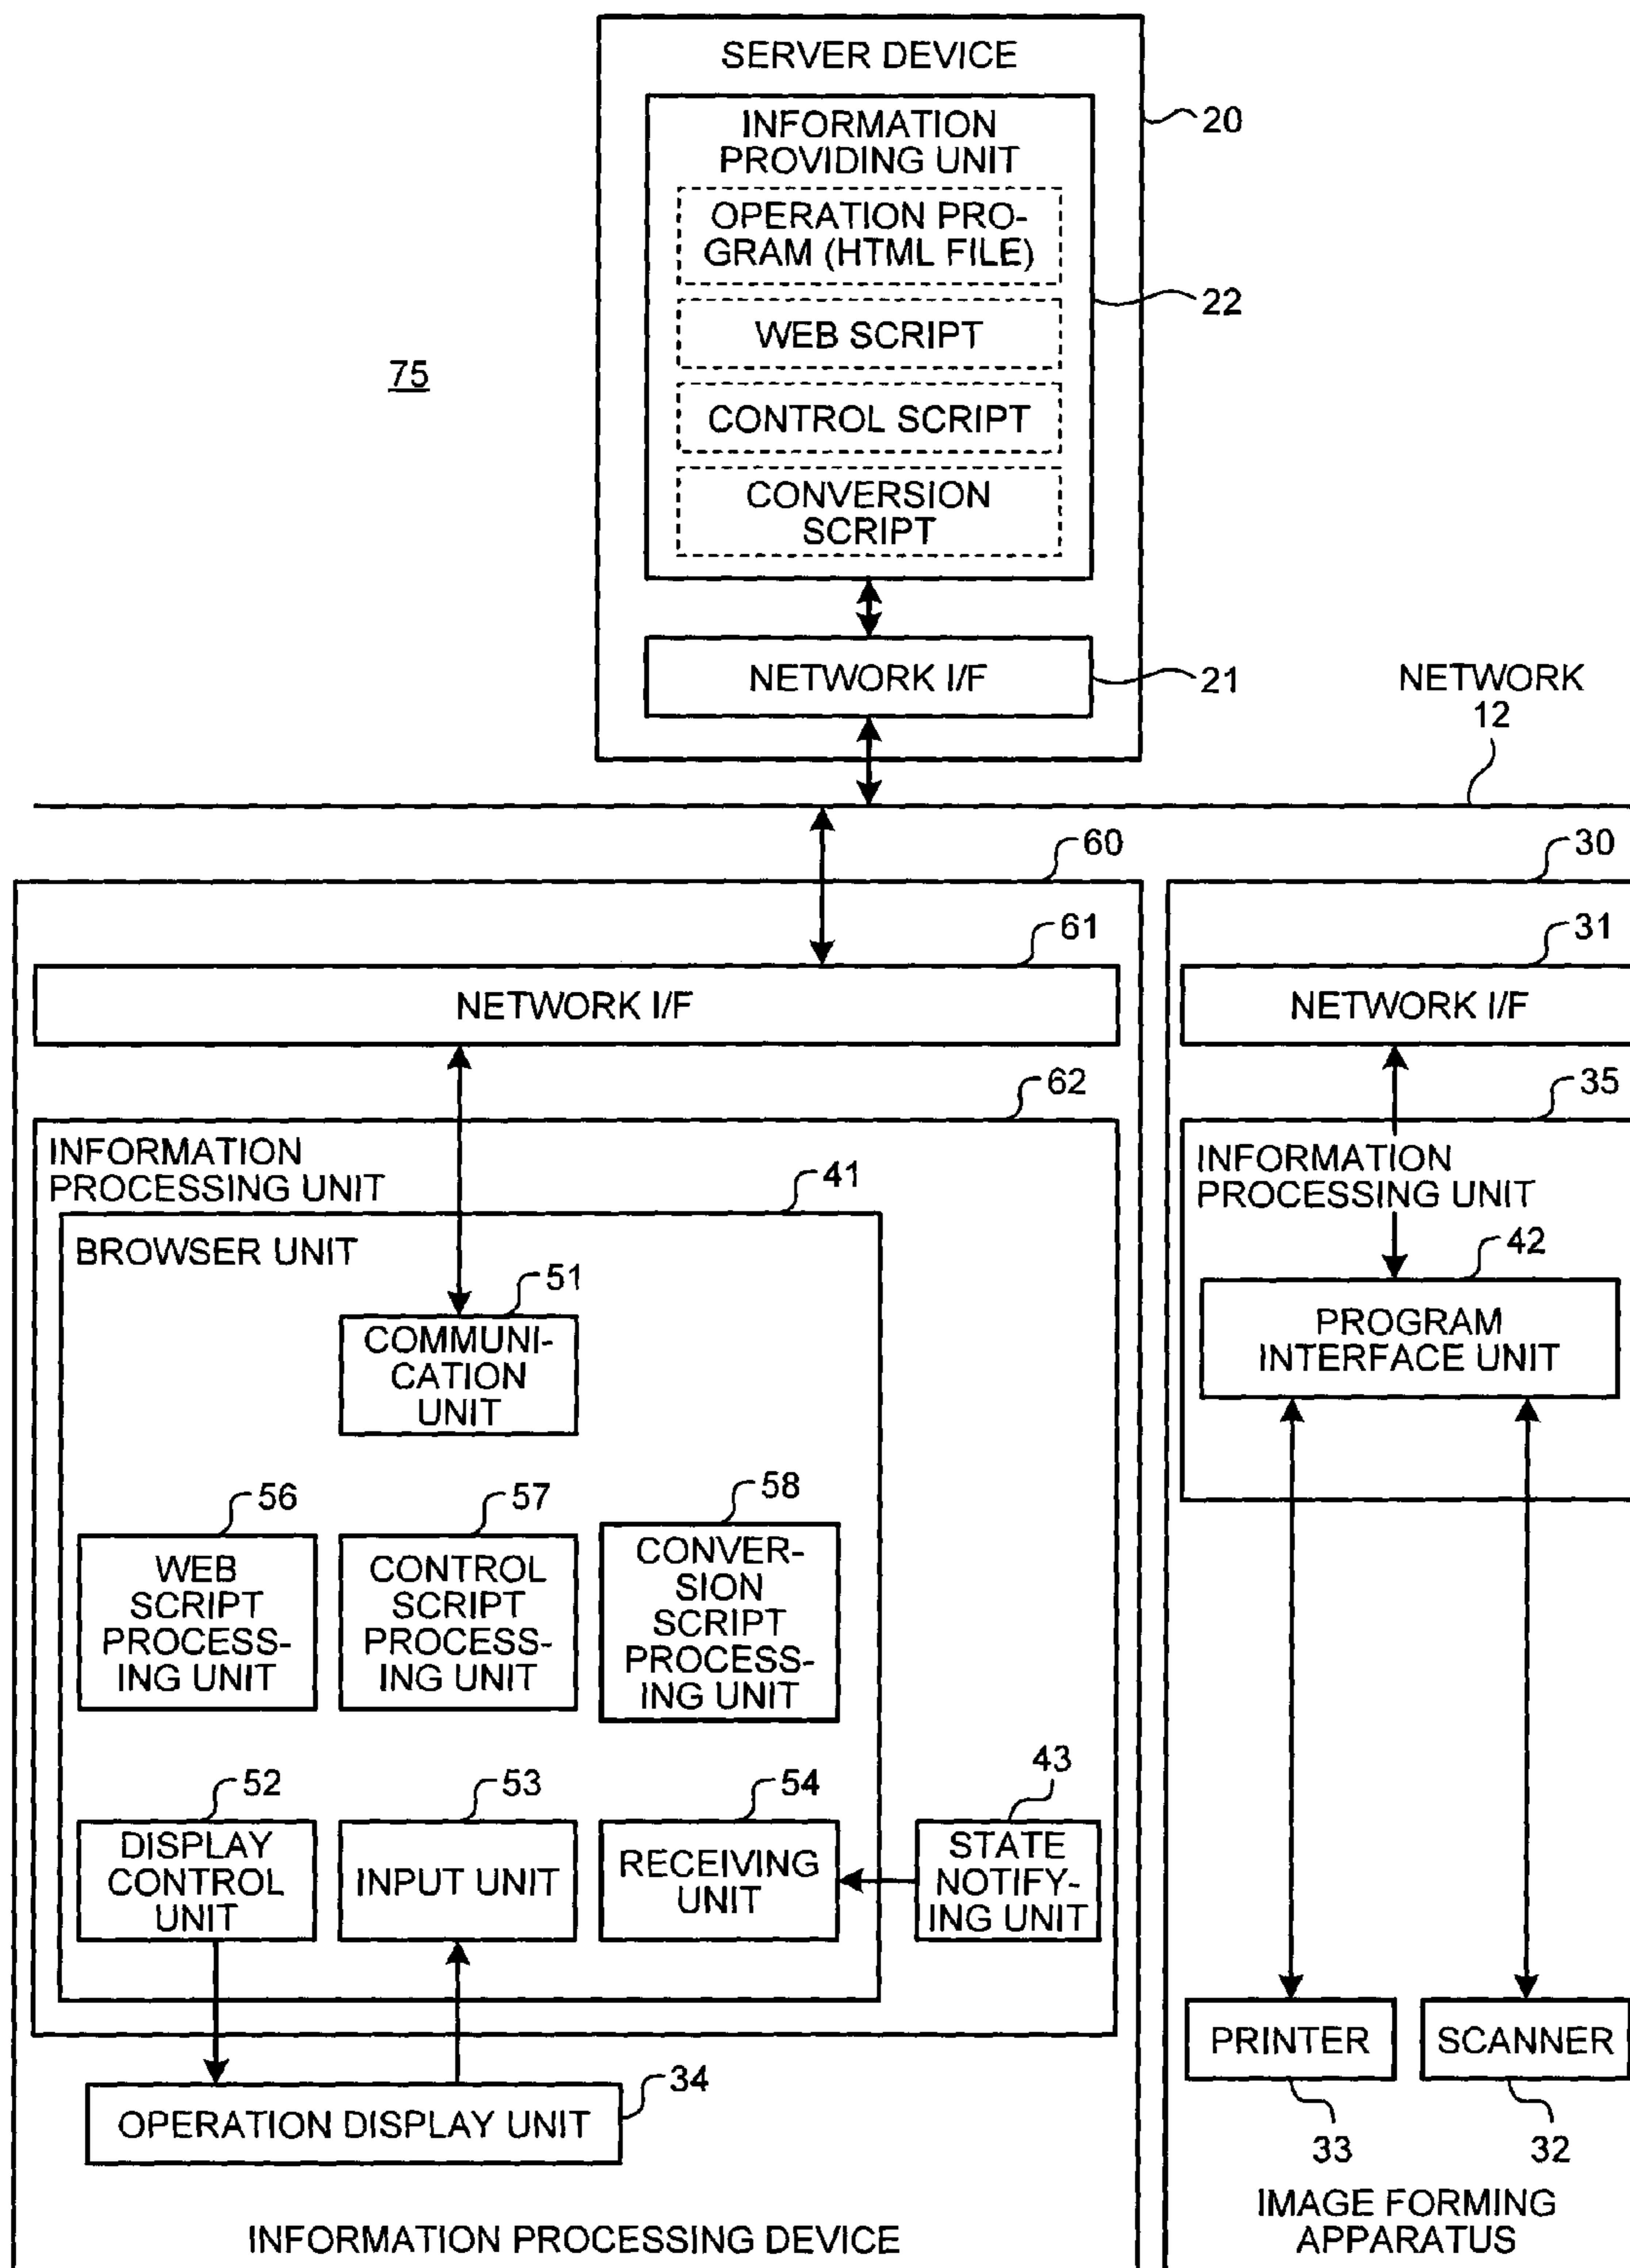 SERVER DEVICE
20
INFORMATION
PROVIDING UNIT
OPERATION PRO-
GRAM (HTML FILE)
22
WEB SCRIPT
75
CONTROL SCRIPT
CONVERSION
SCRIPT
NETWORK I/F
21
NETWORK
12
60
61
NETWORK I/F
62
INFORMATION
PROCESSING UNIT
41
BROWSER UNIT
51
COMMUNI-
CATION
UNIT
56
WEB
SCRIPT
PROCESS-
ING UNIT
57
CONTROL
SCRIPT
PROCESS-
ING UNIT
58
CONVER-
SION
SCRIPT
PROCESS-
ING UNIT
52
DISPLAY
CONTROL
UNIT
53
INPUT UNIT
54
RECEIVING
UNIT
43
STATE
NOTIFY-
ING UNIT
34
OPERATION DISPLAY UNIT
INFORMATION PROCESSING DEVICE
30
31
NETWORK I/F
35
INFORMATION
PROCESSING UNIT
42
PROGRAM
INTERFACE UNIT
PRINTER
33
SCANNER
32
IMAGE FORMING
APPARATUS